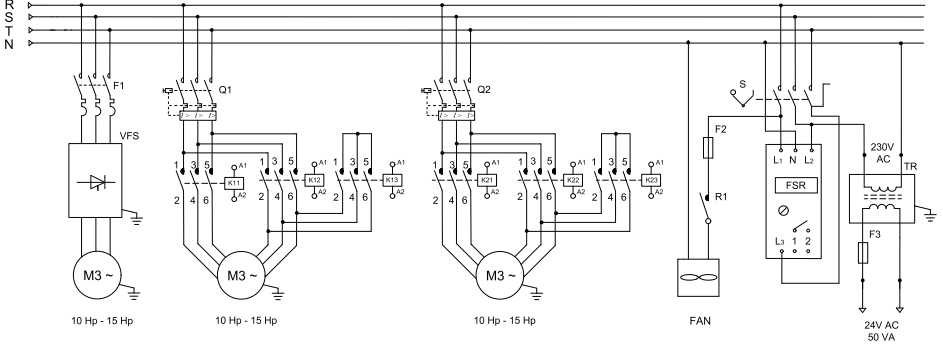 R
S
T
N
F1
Q1
Q2
S
F2
230V
AC
VFS
L1 N L2
TR
1 3 5
1 3 5
1 3 5
1 3 5
1 3 5
1 3 5
A1
A1
A1
A1
A1
A1
K11
K12
K13
K21
K22
K23
A2
A2
A2
A2
A2
A2
2 4 6
2 4 6
2 4 6
2 4 6
2 4 6
2 4 6
FSR
R1
L3 1 2
F3
M3 ~
M3 ~
M3 ~
10 Hp - 15 Hp
10 Hp - 15 Hp
10 Hp - 15 Hp
FAN
24V AC
50 VA